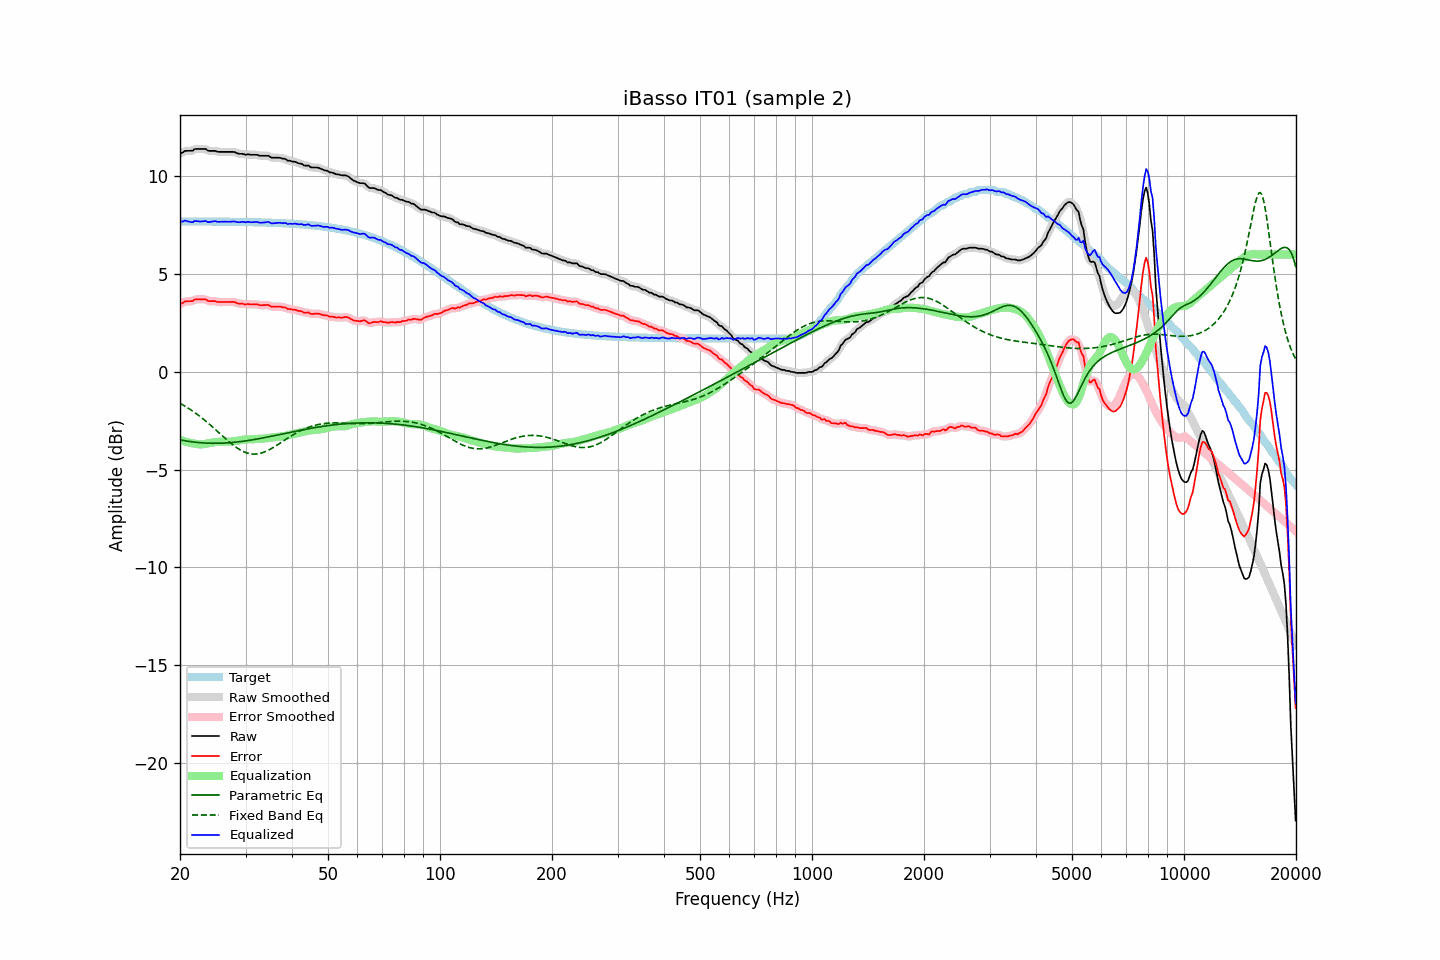 iBasso IT01 (sample 2)
Amplitude (dBr)
10
5
0
−5
−10
−15
−20
Target
Raw Smoothed
Error Smoothed
Raw
Error
Equalization
Parametric Eq
Fixed Band Eq
Equalized
20 50 100 200 500 1000 2000 5000 10000 20000
Frequency (Hz)